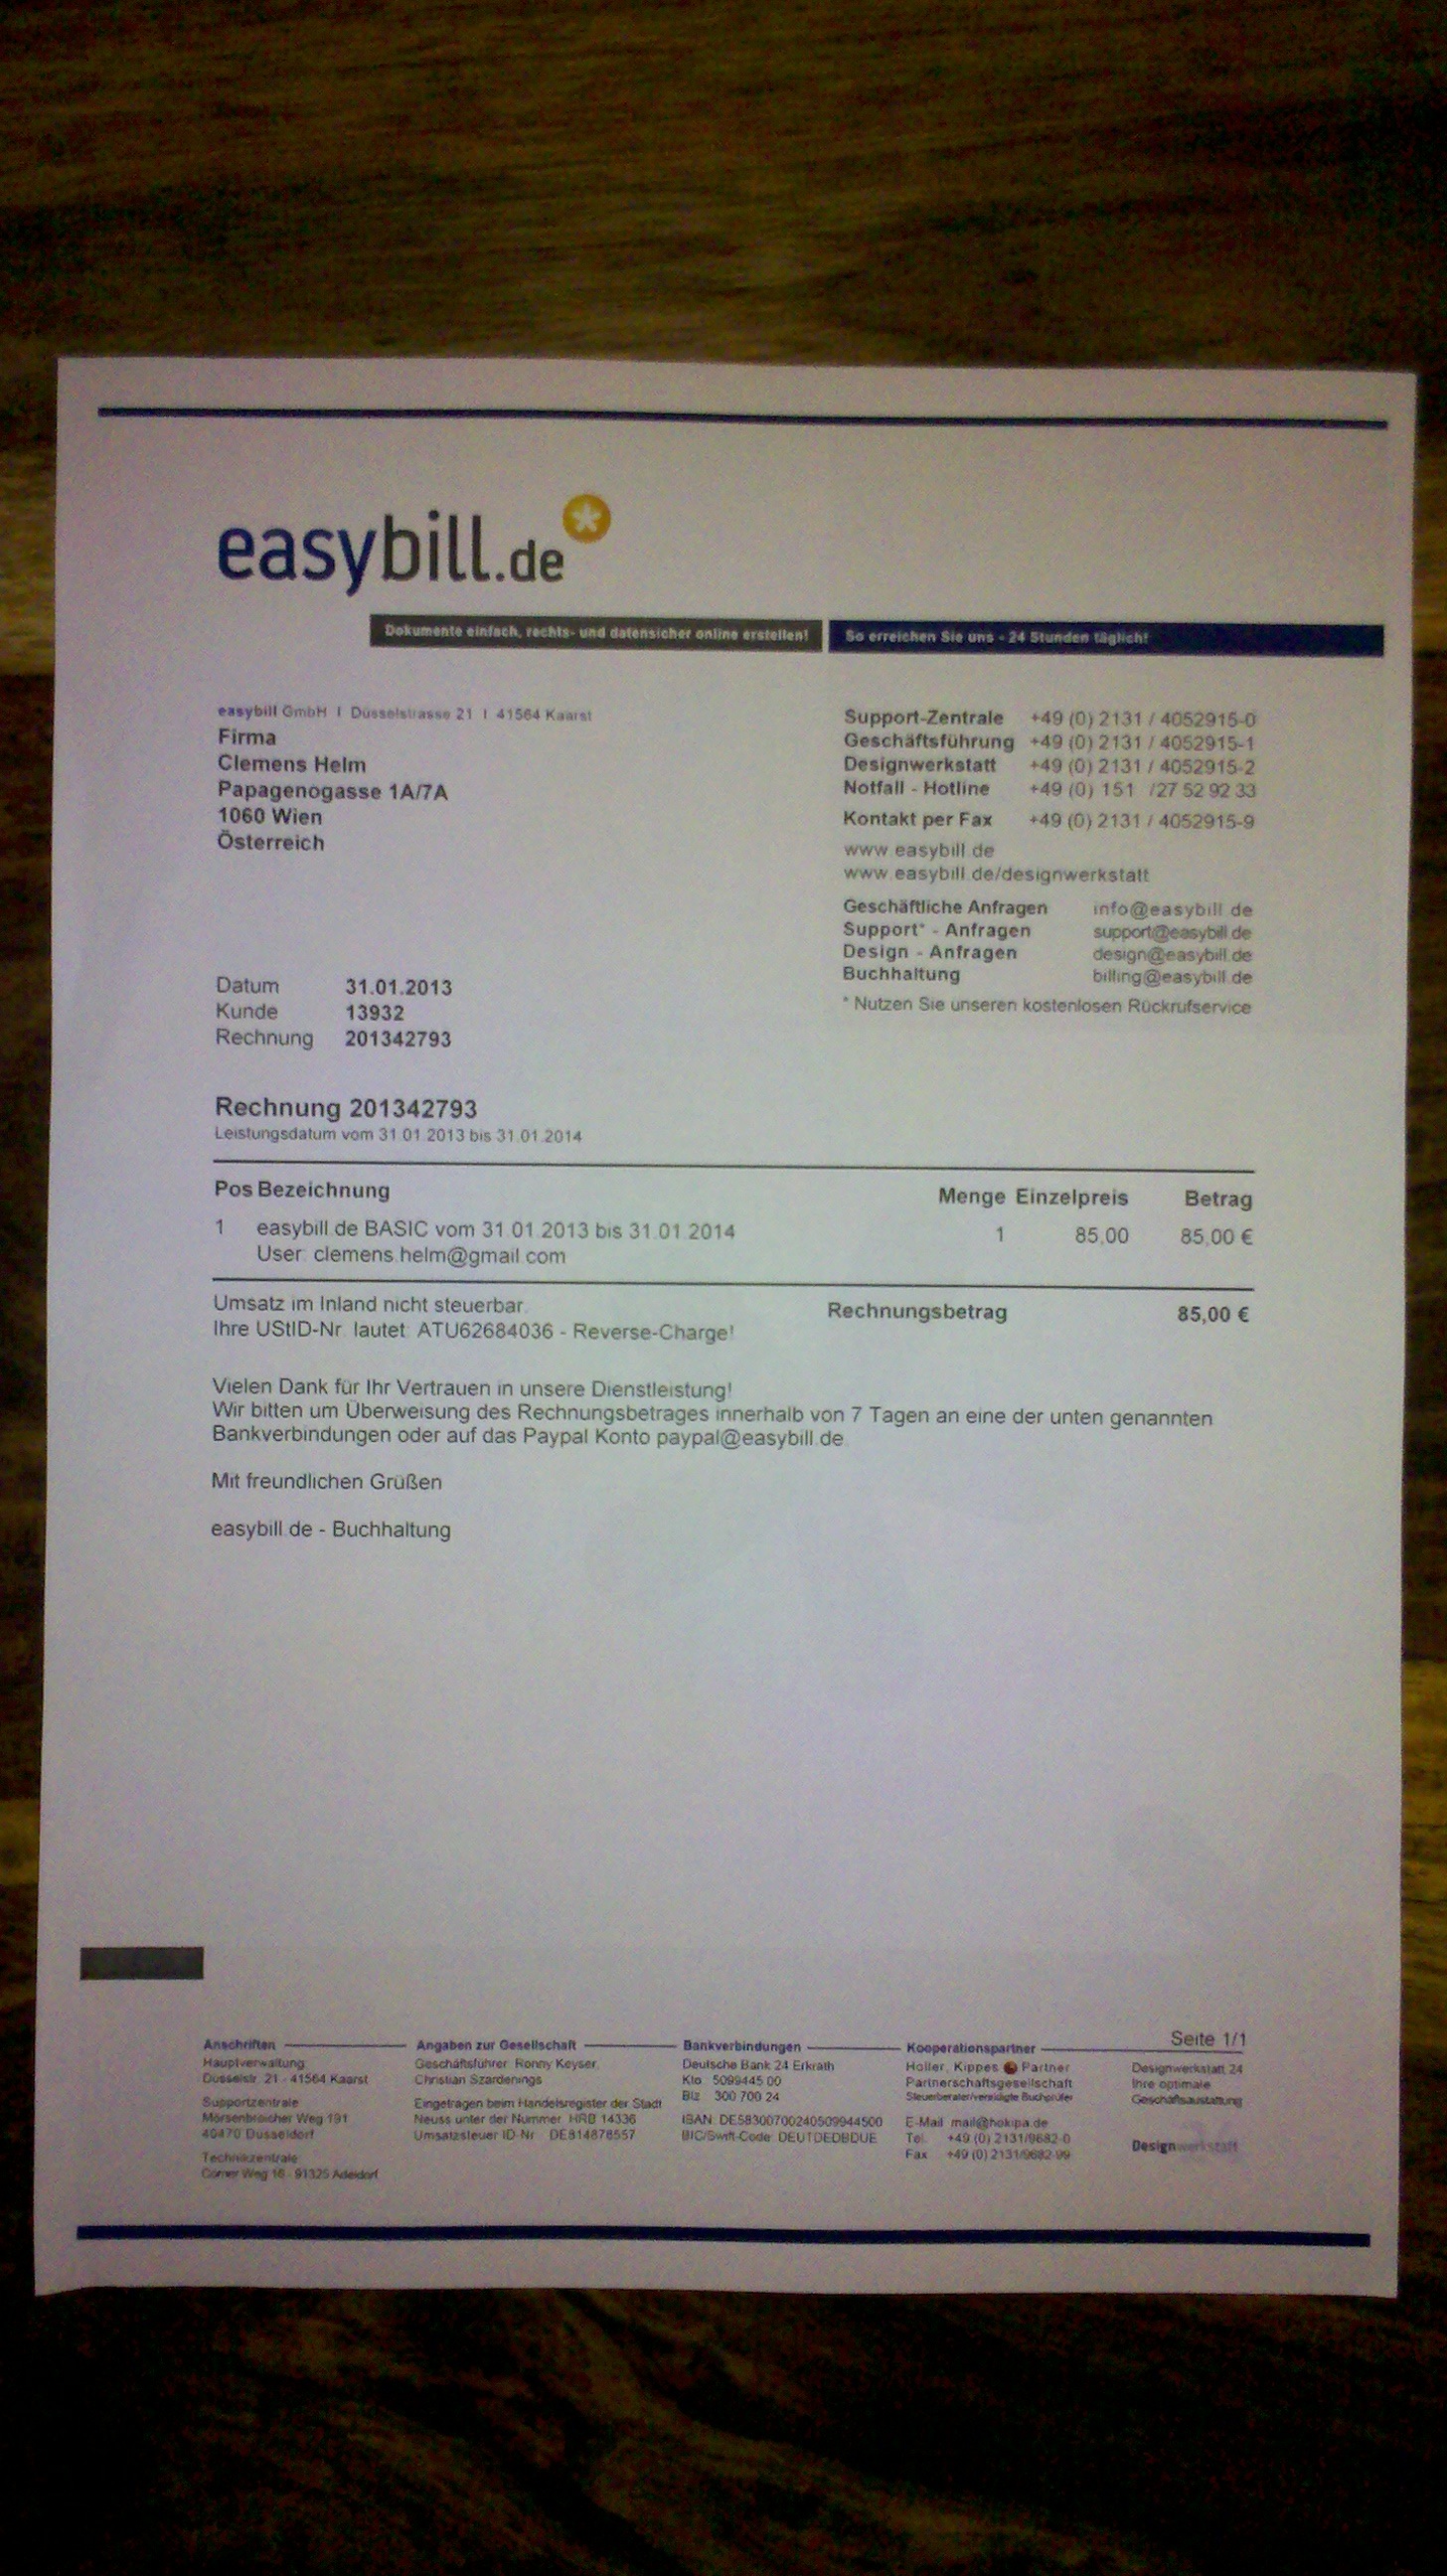 easybill.de
Dokumente einfach, rechts- und datensicher online erstellen!
So erreichen Sie uns - 24 Stunden täglich!
easybill GmbH I Düsselstrasse 21 I 41564 Kaarst
Firma
Clemens Helm
Papagenogasse 1A/7A
1060 Wien
Österreich
Support-Zentrale +49 (0) 2131 / 4052915-0
Geschäftsführung +49 (0) 2131 / 4052915-1
Designwerkstatt +49 (0) 2131 / 4052915-2
Notfall - Hotline +49 (0) 151 /27 52 92 33
Kontakt per Fax +49 (0) 2131 / 4052915-9
www.easybill.de
www.easybill.de/designwerkstatt
Geschäftliche Anfragen info@easybill.de
Support* - Anfragen support@easybill.de
Design - Anfragen design@easybill.de
Buchhaltung billing@easybill.de
* Nutzen Sie unseren kostenlosen Rückrufservice
Datum 31.01.2013
Kunde 13932
Rechnung 201342793
Rechnung 201342793
Leistungsdatum vom 31.01.2013 bis 31.01.2014
Pos Bezeichnung Menge Einzelpreis Betrag
1 easybill.de BASIC vom 31.01.2013 bis 31.01.2014 1 85,00 85,00 €
User: clemens.helm@gmail.com
Umsatz im Inland nicht steuerbar. Rechnungsbetrag 85,00 €
Ihre UStID-Nr. lautet: ATU62684036 - Reverse-Charge!
Vielen Dank für Ihr Vertrauen in unsere Dienstleistung!
Wir bitten um Überweisung des Rechnungsbetrages innerhalb von 7 Tagen an eine der unten genannten
Bankverbindungen oder auf das Paypal Konto paypal@easybill.de.
Mit freundlichen Grüßen
easybill.de - Buchhaltung
Seite 1/1
Anschriften
Hauptverwaltung
Düsselstr. 21 - 41564 Kaarst
Supportzentrale
Mörsenbroicher Weg 191
40470 Düsseldorf
Technikzentrale
Weg 16 - 91325 Adelsdorf
Angaben zur Gesellschaft
Geschäftsführer: Ronny Keyser,
Christian Szardenings
Eingetragen beim Handelsregister der Stadt
Neuss unter der Nummer: HRB 14336
Umsatzsteuer ID-Nr. DE814878557
Bankverbindungen
Deutsche Bank 24 Erkrath
Kto. 5099445 00
Blz. 300 700 24
IBAN: DE58300700240509944500
BIC/Swift-Code: DEUTDEDBDUE
Kooperationspartner
Holler, Kippes Partner
Partnerschaftsgesellschaft
Steuerberater/vereidigte Buchprüfer
E-Mail: mail@hokipa.de
Tel. +49 (0) 2131/9682-0
Fax +49 (0) 2131/9682-99
Designwerkstatt 24
Ihre optimale
Geschäftsaustattung
Designwerkstatt